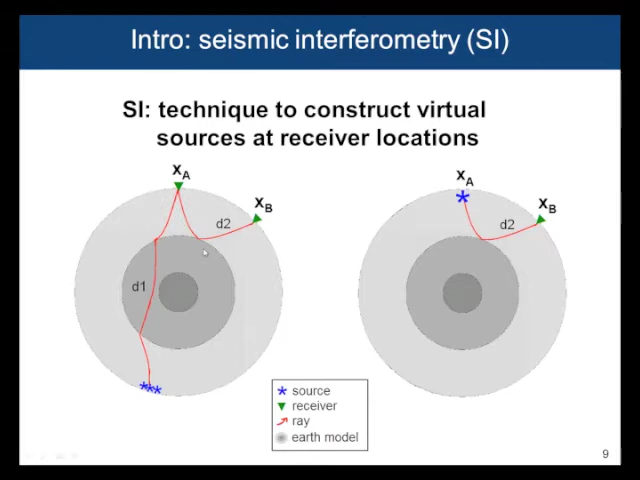 Intro: seismic interferometry (SI)
SI: technique to construct virtual
sources at receiver locations
xA
xB
d2
d1
xA
xB
d2
source
receiver
ray
earth model
9